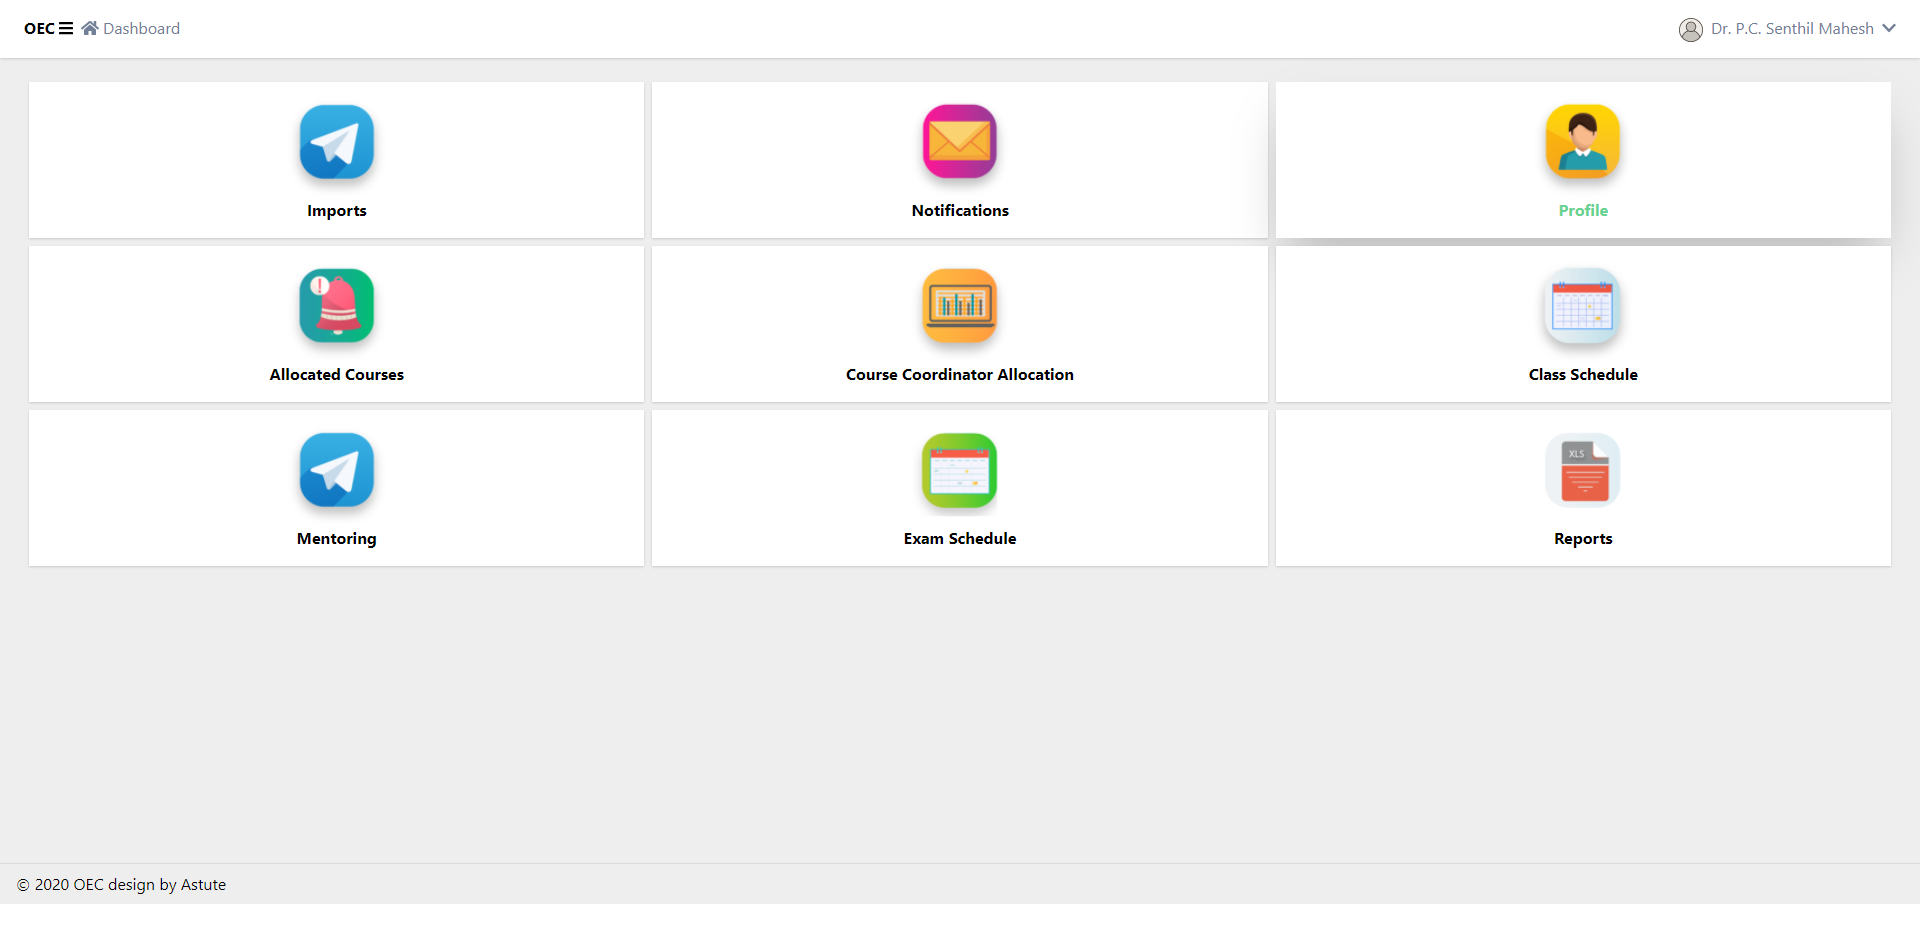 OEC Dashboard
Dr. P.C. Senthil Mahesh
Imports
Notifications
Profile
!
Allocated Courses
Course Coordinator Allocation
Class Schedule
Mentoring
Exam Schedule
XLS
Reports
© 2020 OEC design by Astute